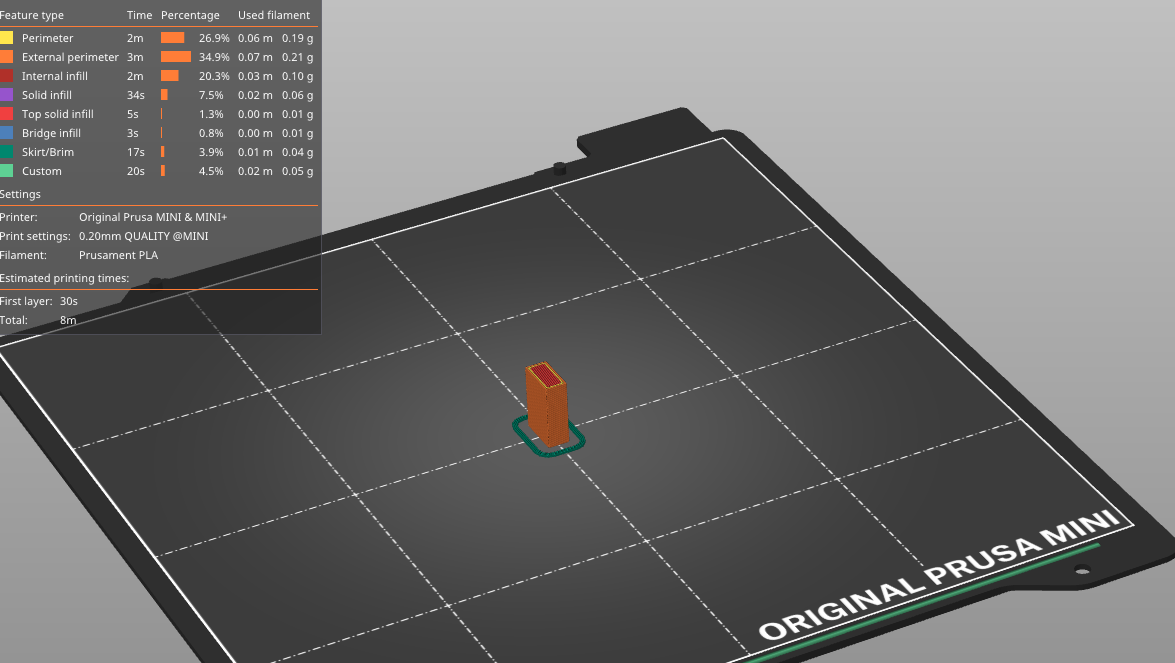 Feature type Time Percentage Used filament
Perimeter 2m 26.9% 0.06 m 0.19 g
External perimeter 3m 34.9% 0.07 m 0.21 g
Internal infill 2m 20.3% 0.03 m 0.10 g
Solid infill 34s 7.5% 0.02 m 0.06 g
Top solid infill 5s 1.3% 0.00 m 0.01 g
Bridge infill 3s 0.8% 0.00 m 0.01 g
Skirt/Brim 17s 3.9% 0.01 m 0.04 g
Custom 20s 4.5% 0.02 m 0.05 g
Settings
Printer: Original Prusa MINI & MINI+
Print settings: 0.20mm QUALITY @MINI
Filament: Prusament PLA
Estimated printing times:
First layer: 30s
Total: 8m
ORIGINAL PRUSA MINI